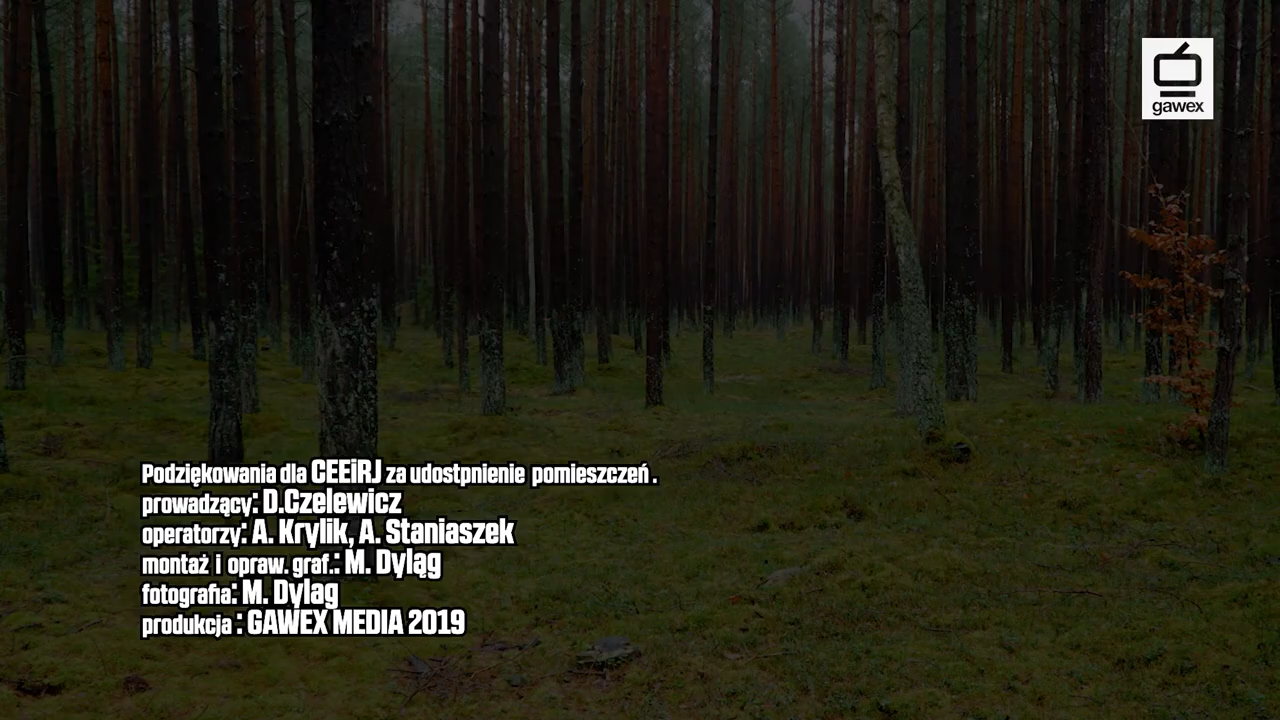 gawex
Podziękowania dla CEEiRJ za udostpnienie pomieszczeń .
prowadzący: D.Czelewicz
operatorzy: A. Krylik, A. Staniaszek
montaż i opraw. graf.: M. Dyląg
fotografia: M. Dylag
produkcja : GAWEX MEDIA 2019